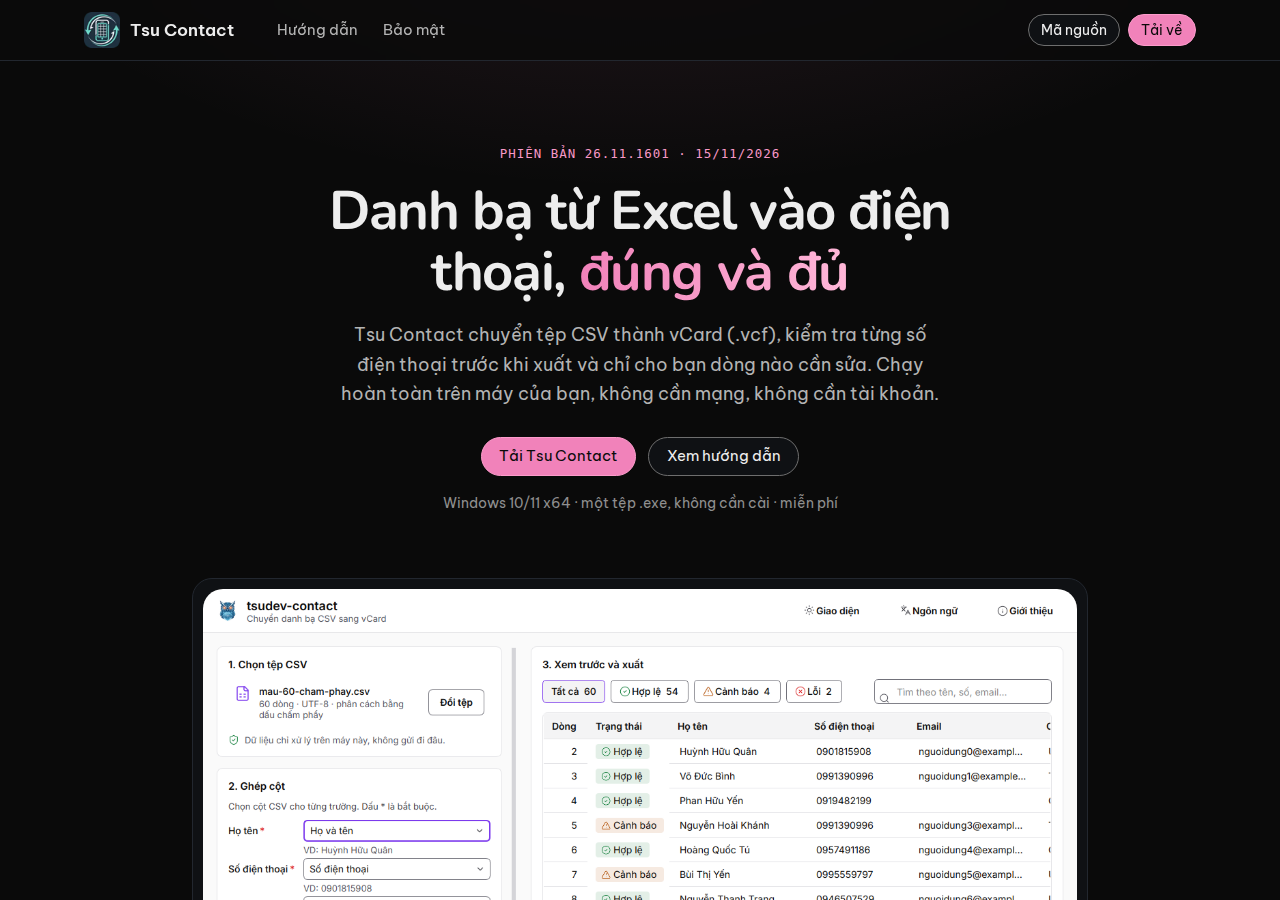 Tsu Contact
Hướng dẫn
Bảo mật
Mã nguồn
Tải về
PHIÊN BẢN 26.11.1601 · 15/11/2026
Danh bạ từ Excel vào điện
thoại, đúng và đủ
Tsu Contact chuyển tệp CSV thành vCard (.vcf), kiểm tra từng số
điện thoại trước khi xuất và chỉ cho bạn dòng nào cần sửa. Chạy
hoàn toàn trên máy của bạn, không cần mạng, không cần tài khoản.
Tải Tsu Contact
Xem hướng dẫn
Windows 10/11 x64 · một tệp .exe, không cần cài · miễn phí
tsudev-contact
Chuyển danh bạ CSV sang vCard
Giao diện
Ngôn ngữ
Giới thiệu
1. Chọn tệp CSV
mau-60-cham-phay.csv
60 dòng · UTF-8 · phân cách bằng
dấu chấm phẩy
Đổi tệp
Dữ liệu chỉ xử lý trên máy này, không gửi đi đâu.
2. Ghép cột
Chọn cột CSV cho từng trường. Dấu * là bắt buộc.
Họ tên *
Họ và tên
VD: Huỳnh Hữu Quân
Số điện thoại *
Số điện thoại
VD: 0901815908
3. Xem trước và xuất
Tất cả 60
Hợp lệ 54
Cảnh báo 4
Lỗi 2
Tìm theo tên, số, email...
Dòng Trạng thái Họ tên Số điện thoại Email
2 Hợp lệ Huỳnh Hữu Quân 0901815908 nguoidung0@exampl...
3 Hợp lệ Võ Đức Bình 0991390996 nguoidung1@example...
4 Hợp lệ Phan Hữu Yến 0919482199
5 Cảnh báo Nguyễn Hoài Khánh 0991390996 nguoidung3@exampl...
6 Hợp lệ Hoàng Quốc Tú 0957491186 nguoidung4@exampl...
7 Cảnh báo Bùi Thị Yến 0995559797 nguoidung5@exampl...
8 Hợp lệ Nguyễn Thanh Trang 0946507529 nguoidung6@exampl...